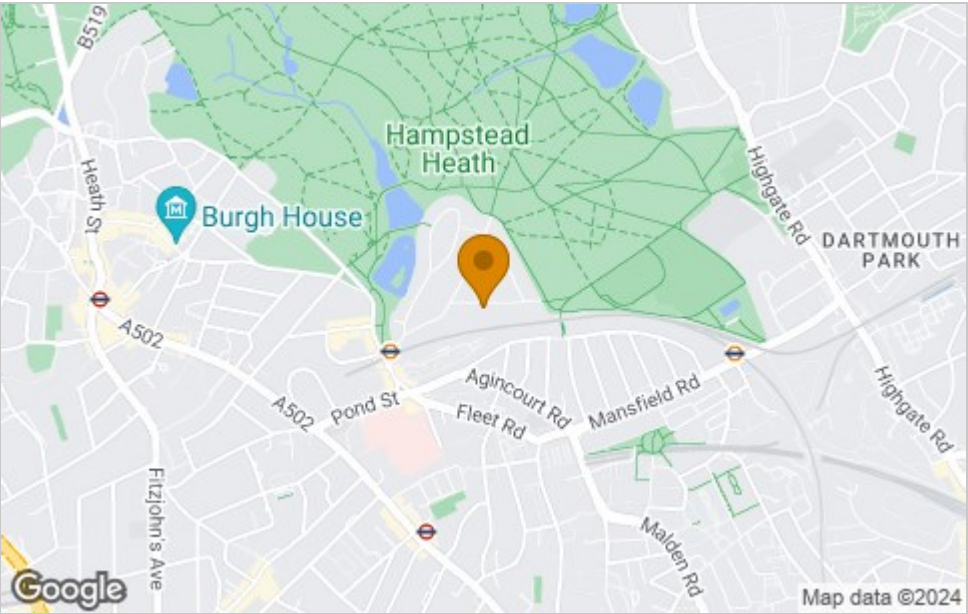 B519
Hampstead
Heath
Heath St
Burgh House
M
Highgate Rd
DARTMOUTH
PARK
A502
A502
Pond St
Agincourt Rd
Fleet Rd
Mansfield Rd
Highgate Rd
Fitzjohn's Ave
Malden Rd
Google
Map data ©2024